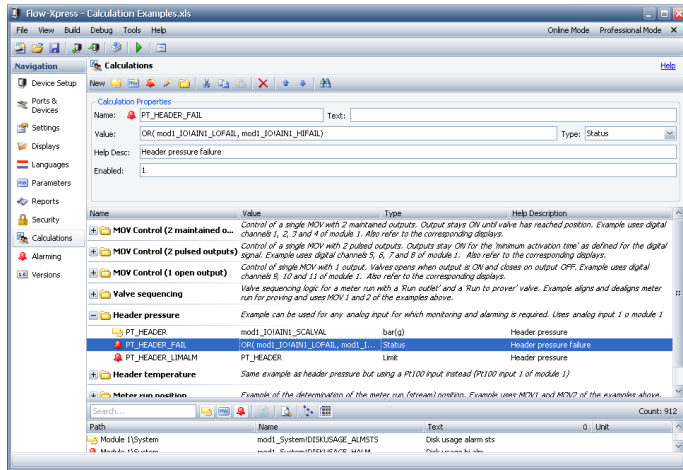 Flow-Xpress - Calculation Examples.xls
File View Build Debug Tools Help Online Mode Professional Mode
Navigation
Calculations Help
Device Setup
Ports & Devices
Settings
Displays
Languages
Parameters
Reports
Security
Calculations
Alarming
1.0 Versions
New
Calculation Properties
Name: PT_HEADER_FAIL Text:
Value: OR( mod1_IO!AIN1_LOFAIL, mod1_IO!AIN1_HIFAIL) Type: Status
Help Desc: Header pressure failure
Enabled: 1
Name Value Type Help Description
MOV Control (2 maintained o... Control of a single MOV with 2 maintained outputs. Output stays ON until valve has reached position. Example uses digital
channels 1, 2, 3 and 4 of module 1. Also refer to the corresponding displays.
MOV Control (2 pulsed outputs) Control of a single MOV with 2 pulsed outputs. Outputs stay ON for the 'minimum activation time' as defined for the digital
signal. Example uses digital channels 5, 6, 7 and 8 of module 1. Also refer to the corresponding displays.
MOV Control (1 open output) Control of single MOV with 1 output. Valves opens when output is ON and closes on output OFF. Example uses digital
channels 9, 10 and 11 of module 1. Also refer to the corresponding displays.
Valve sequencing Valve sequencing logic for a meter run with a 'Run outlet' and a 'Run to prover' valve. Example aligns and dealigns meter
run for proving and uses MOV 1 and 2 of the examples above.
Header pressure Example can be used for any analog input for which monitoring and alarming is required. Uses analog input 1 o module 1
PT_HEADER mod1_IO!AIN1_SCALVAL bar(g) Header pressure
PT_HEADER_FAIL OR( mod1_IO!AIN1_LOFAIL, mod1_I... Status Header pressure failure
PT_HEADER_LIMALM PT_HEADER Limit Header pressure
Header temperature Same example as header pressure but using a Pt100 input instead (Pt100 input 1 of module 1)
Meter run position Example of the determination of the meter run (stream) position. Example uses MOV1 and MOV2 of the examples above.
Search... Count: 912
Path Name Text 0 Unit
Module 1\System mod1_System!DISKUSAGE_ALMSTS Disk usage alarm sts
Module 1\System mod1_System!DISKUSAGE_HALM Disk usage hi alm